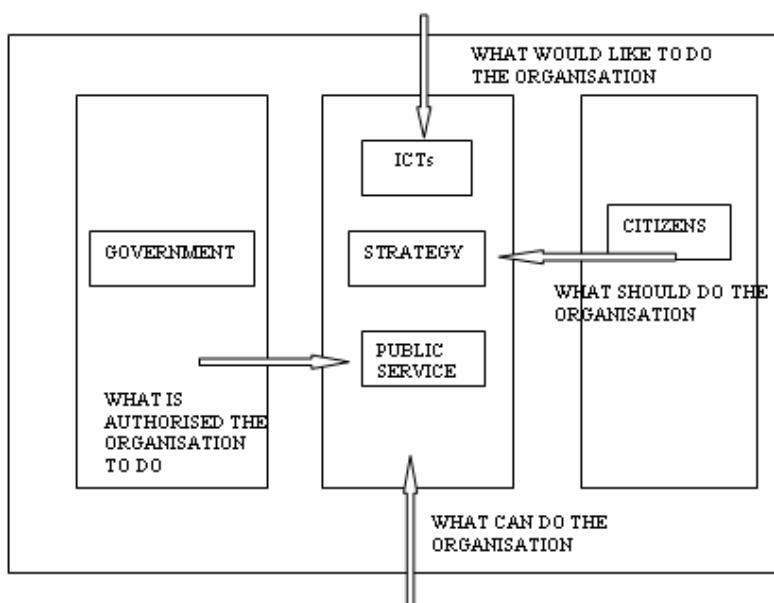 WHAT WOULD LIKE TO DO
THE ORGANISATION
ICTs
GOVERNMENT
STRATEGY
CITIZENS
WHAT SHOULD DO THE
ORGANISATION
PUBLIC
SERVICE
WHAT IS
AUTHORISED THE
ORGANISATION
TO DO
WHAT CAN DO THE
ORGANISATION